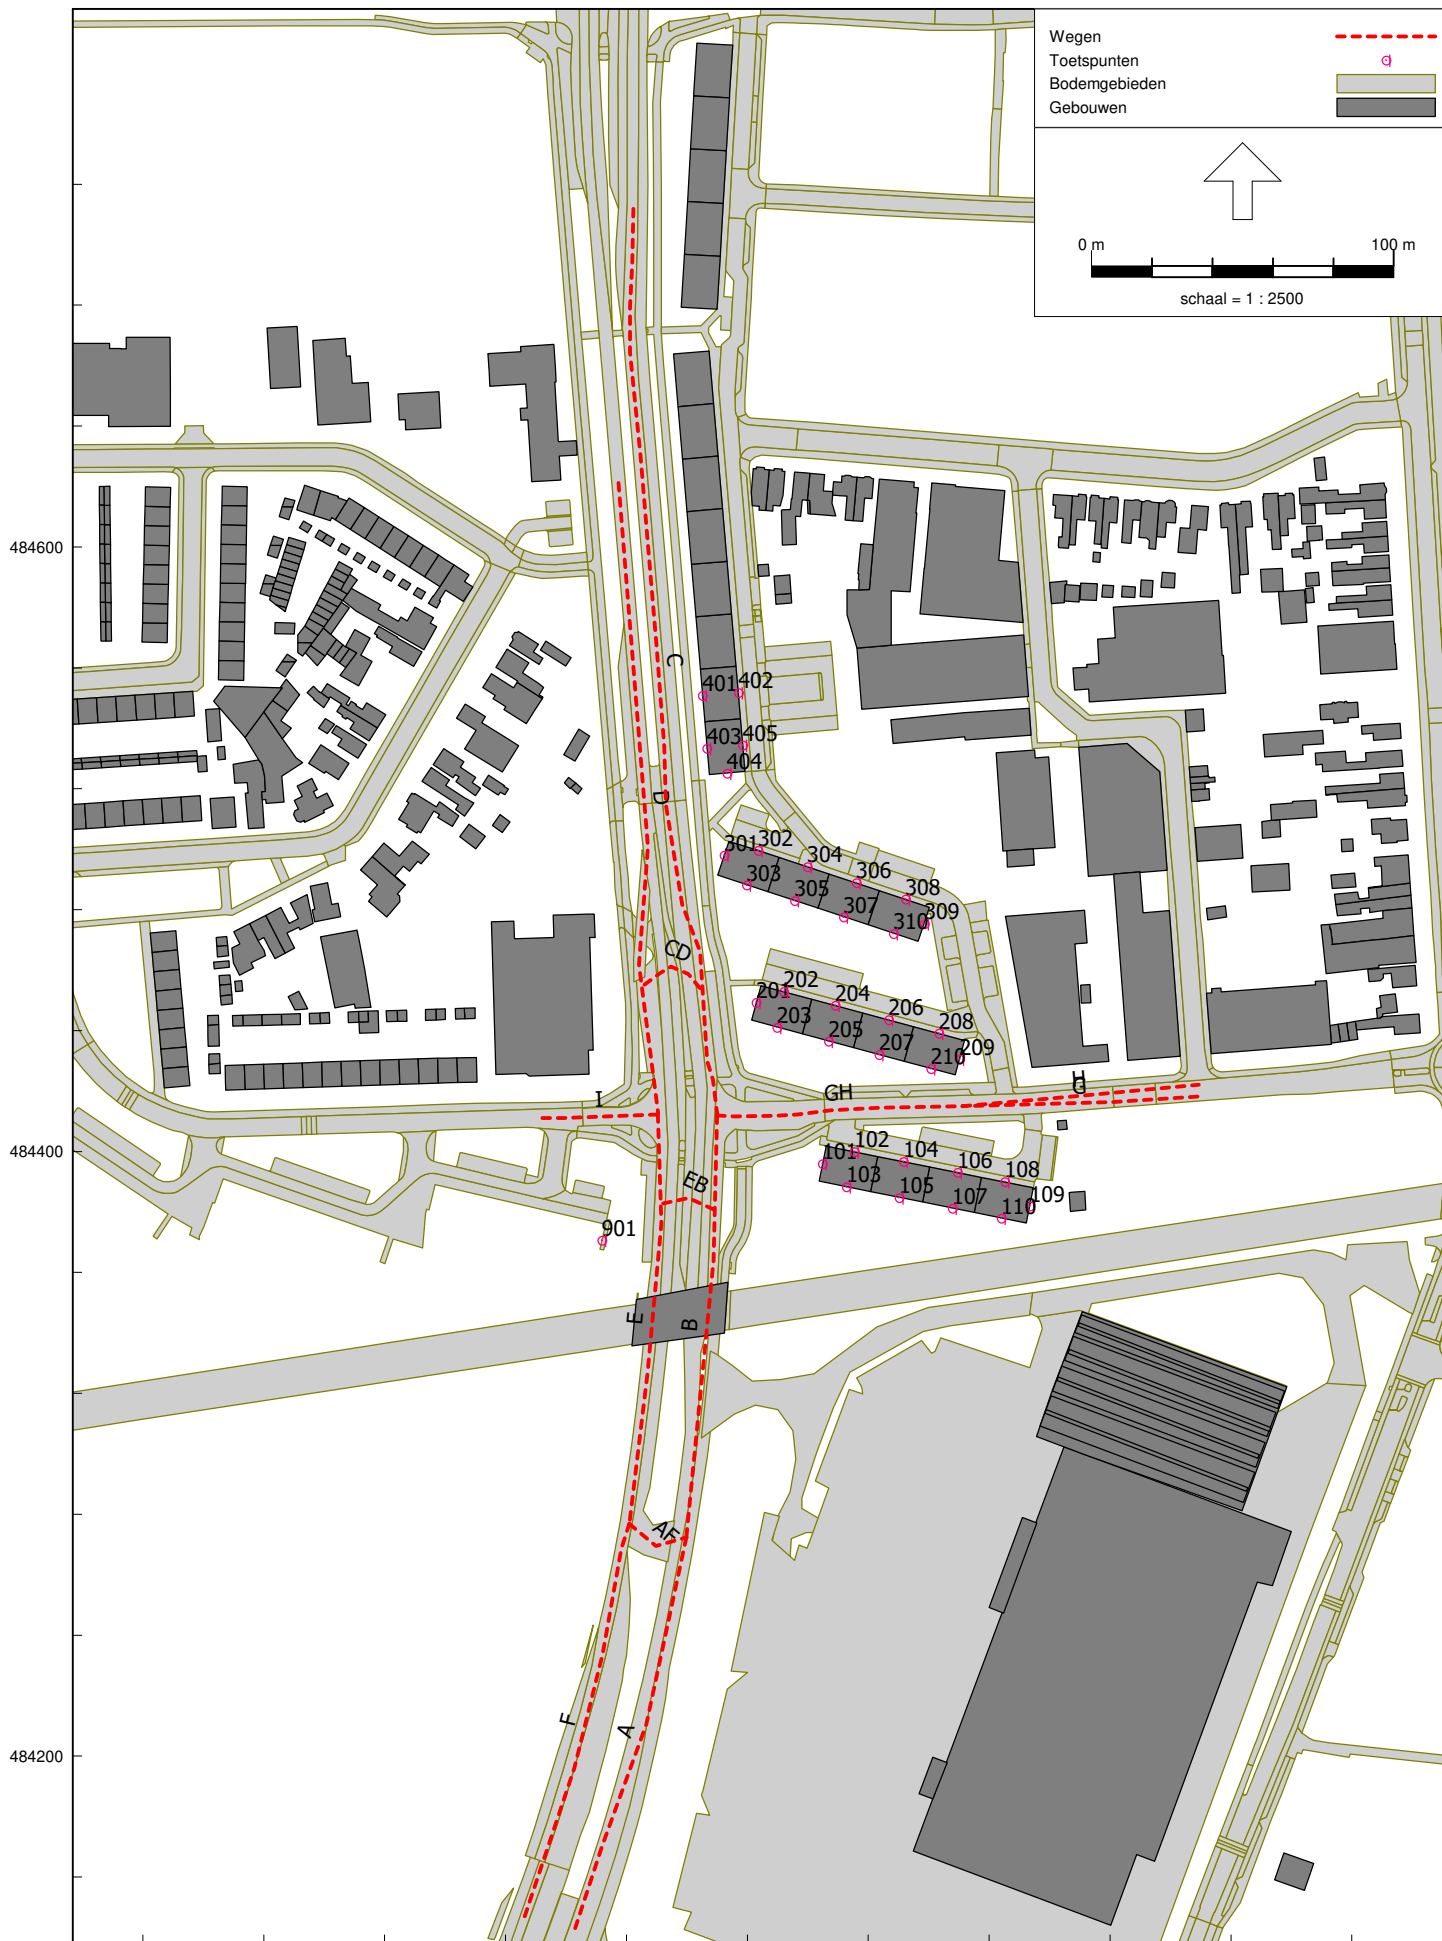 Wegen
Toetspunten
Bodemgebieden
Gebouwen
0 m 100 m
schaal = 1 : 2500
484600
C
401 402
403 405
404
D
301 302
303 304
305 306
307 308
310 309
CD
201 202
203 204
205 206
207 208
210 209
I
GH
H
G
101 102
103 104
105 106
107 108
110 109
484400
EB
901
E
B
AF
F
A
484200